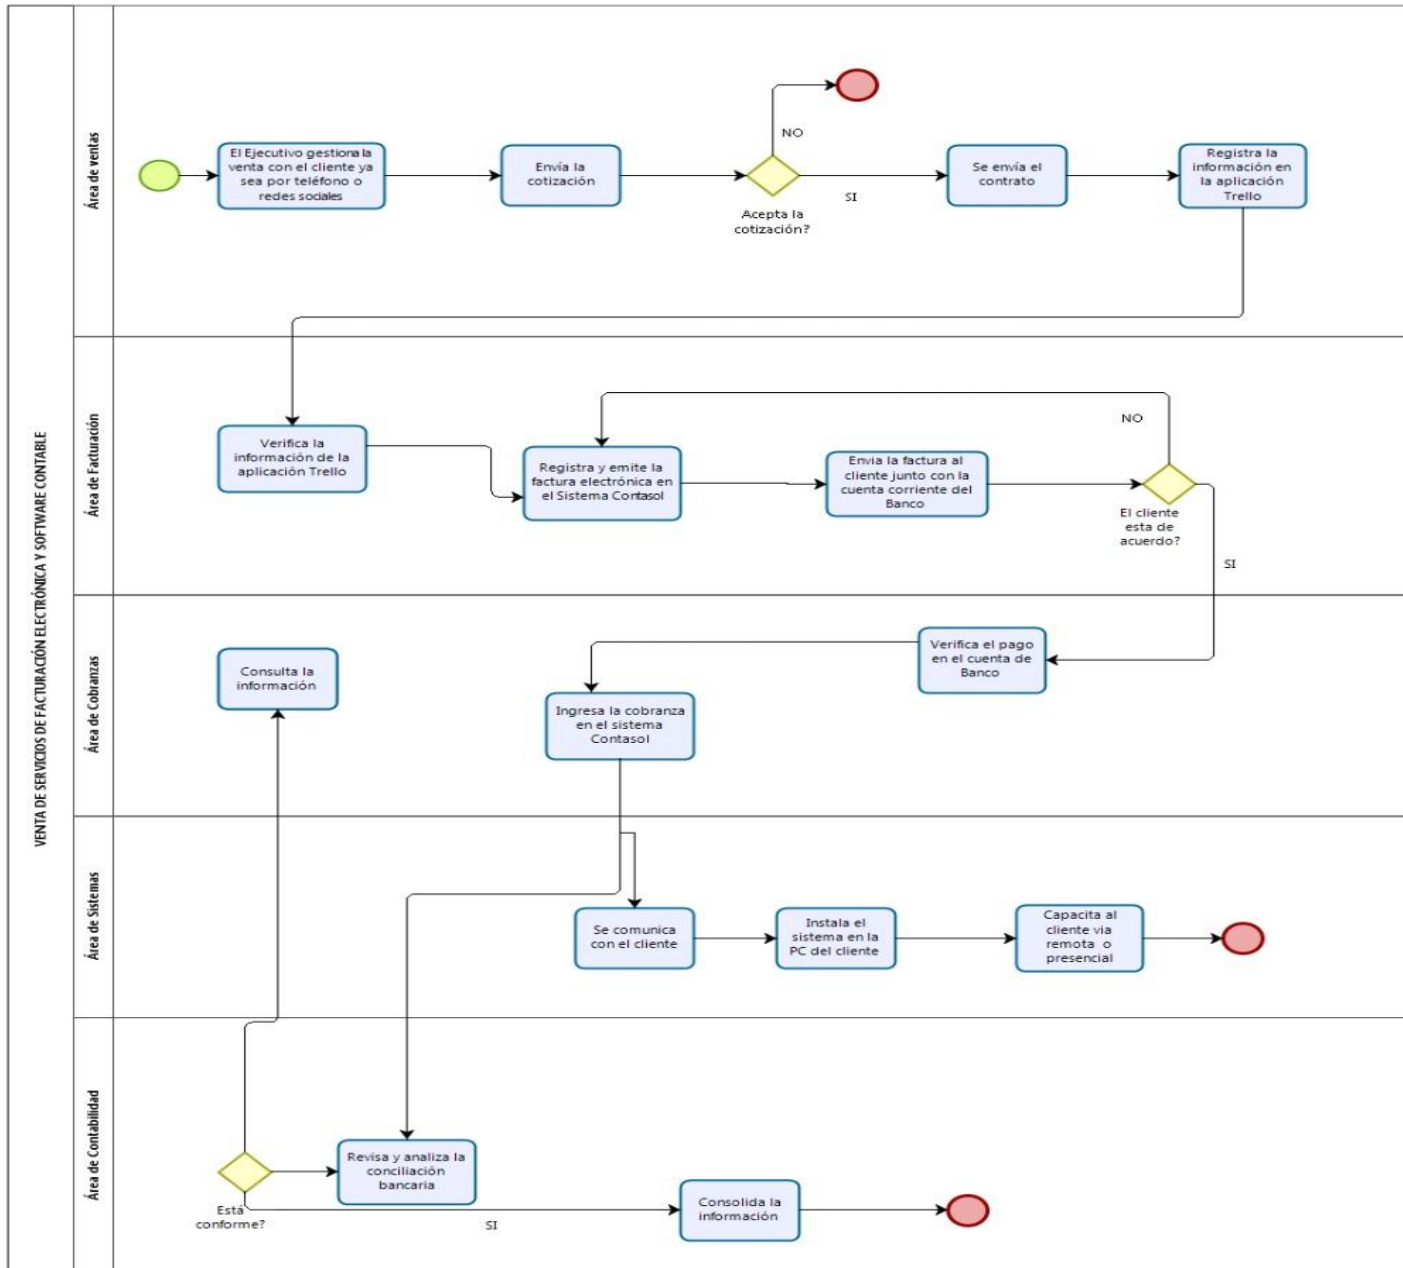 VENTA DE SERVICIOS DE FACTURACIÓN ELECTRÓNICA Y SOFTWARE CONTABLE
Área de ventas
El Ejecutivo gestiona la
venta con el cliente ya
sea por teléfono o
redes sociales
Envía la
cotización
NO
Acepta la
cotización?
SI
Se envía el
contrato
Registra la
información en
la aplicación
Trello
Área de Facturación
Verifica la
información de la
aplicación Trello
Registra y emite la
factura electrónica en
el Sistema Contasol
Envia la factura al
cliente junto con la
cuenta corriente del
Banco
NO
El cliente
esta de
acuerdo?
SI
Área de Cobranzas
Consulta la
información
Ingresa la cobranza
en el sistema
Contasol
Verifica el pago
en el cuenta de
Banco
Área de Sistemas
Se comunica
con el cliente
Instala el
sistema en la
PC del cliente
Capacita al
cliente via
remota o
presencial
Área de Contabilidad
Está
conforme?
Revisa y analiza la
conciliación
bancaria
SI
Consolida la
información